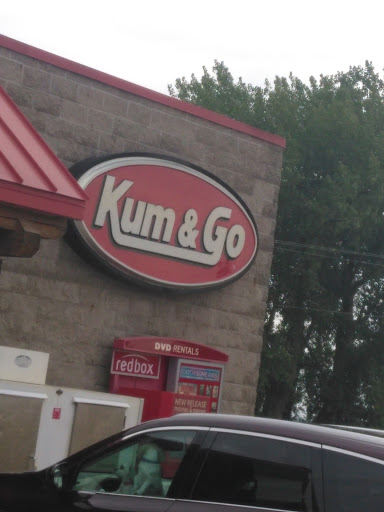 Kum & Go
DVD RENTALS
redbox
NEW RELEASE